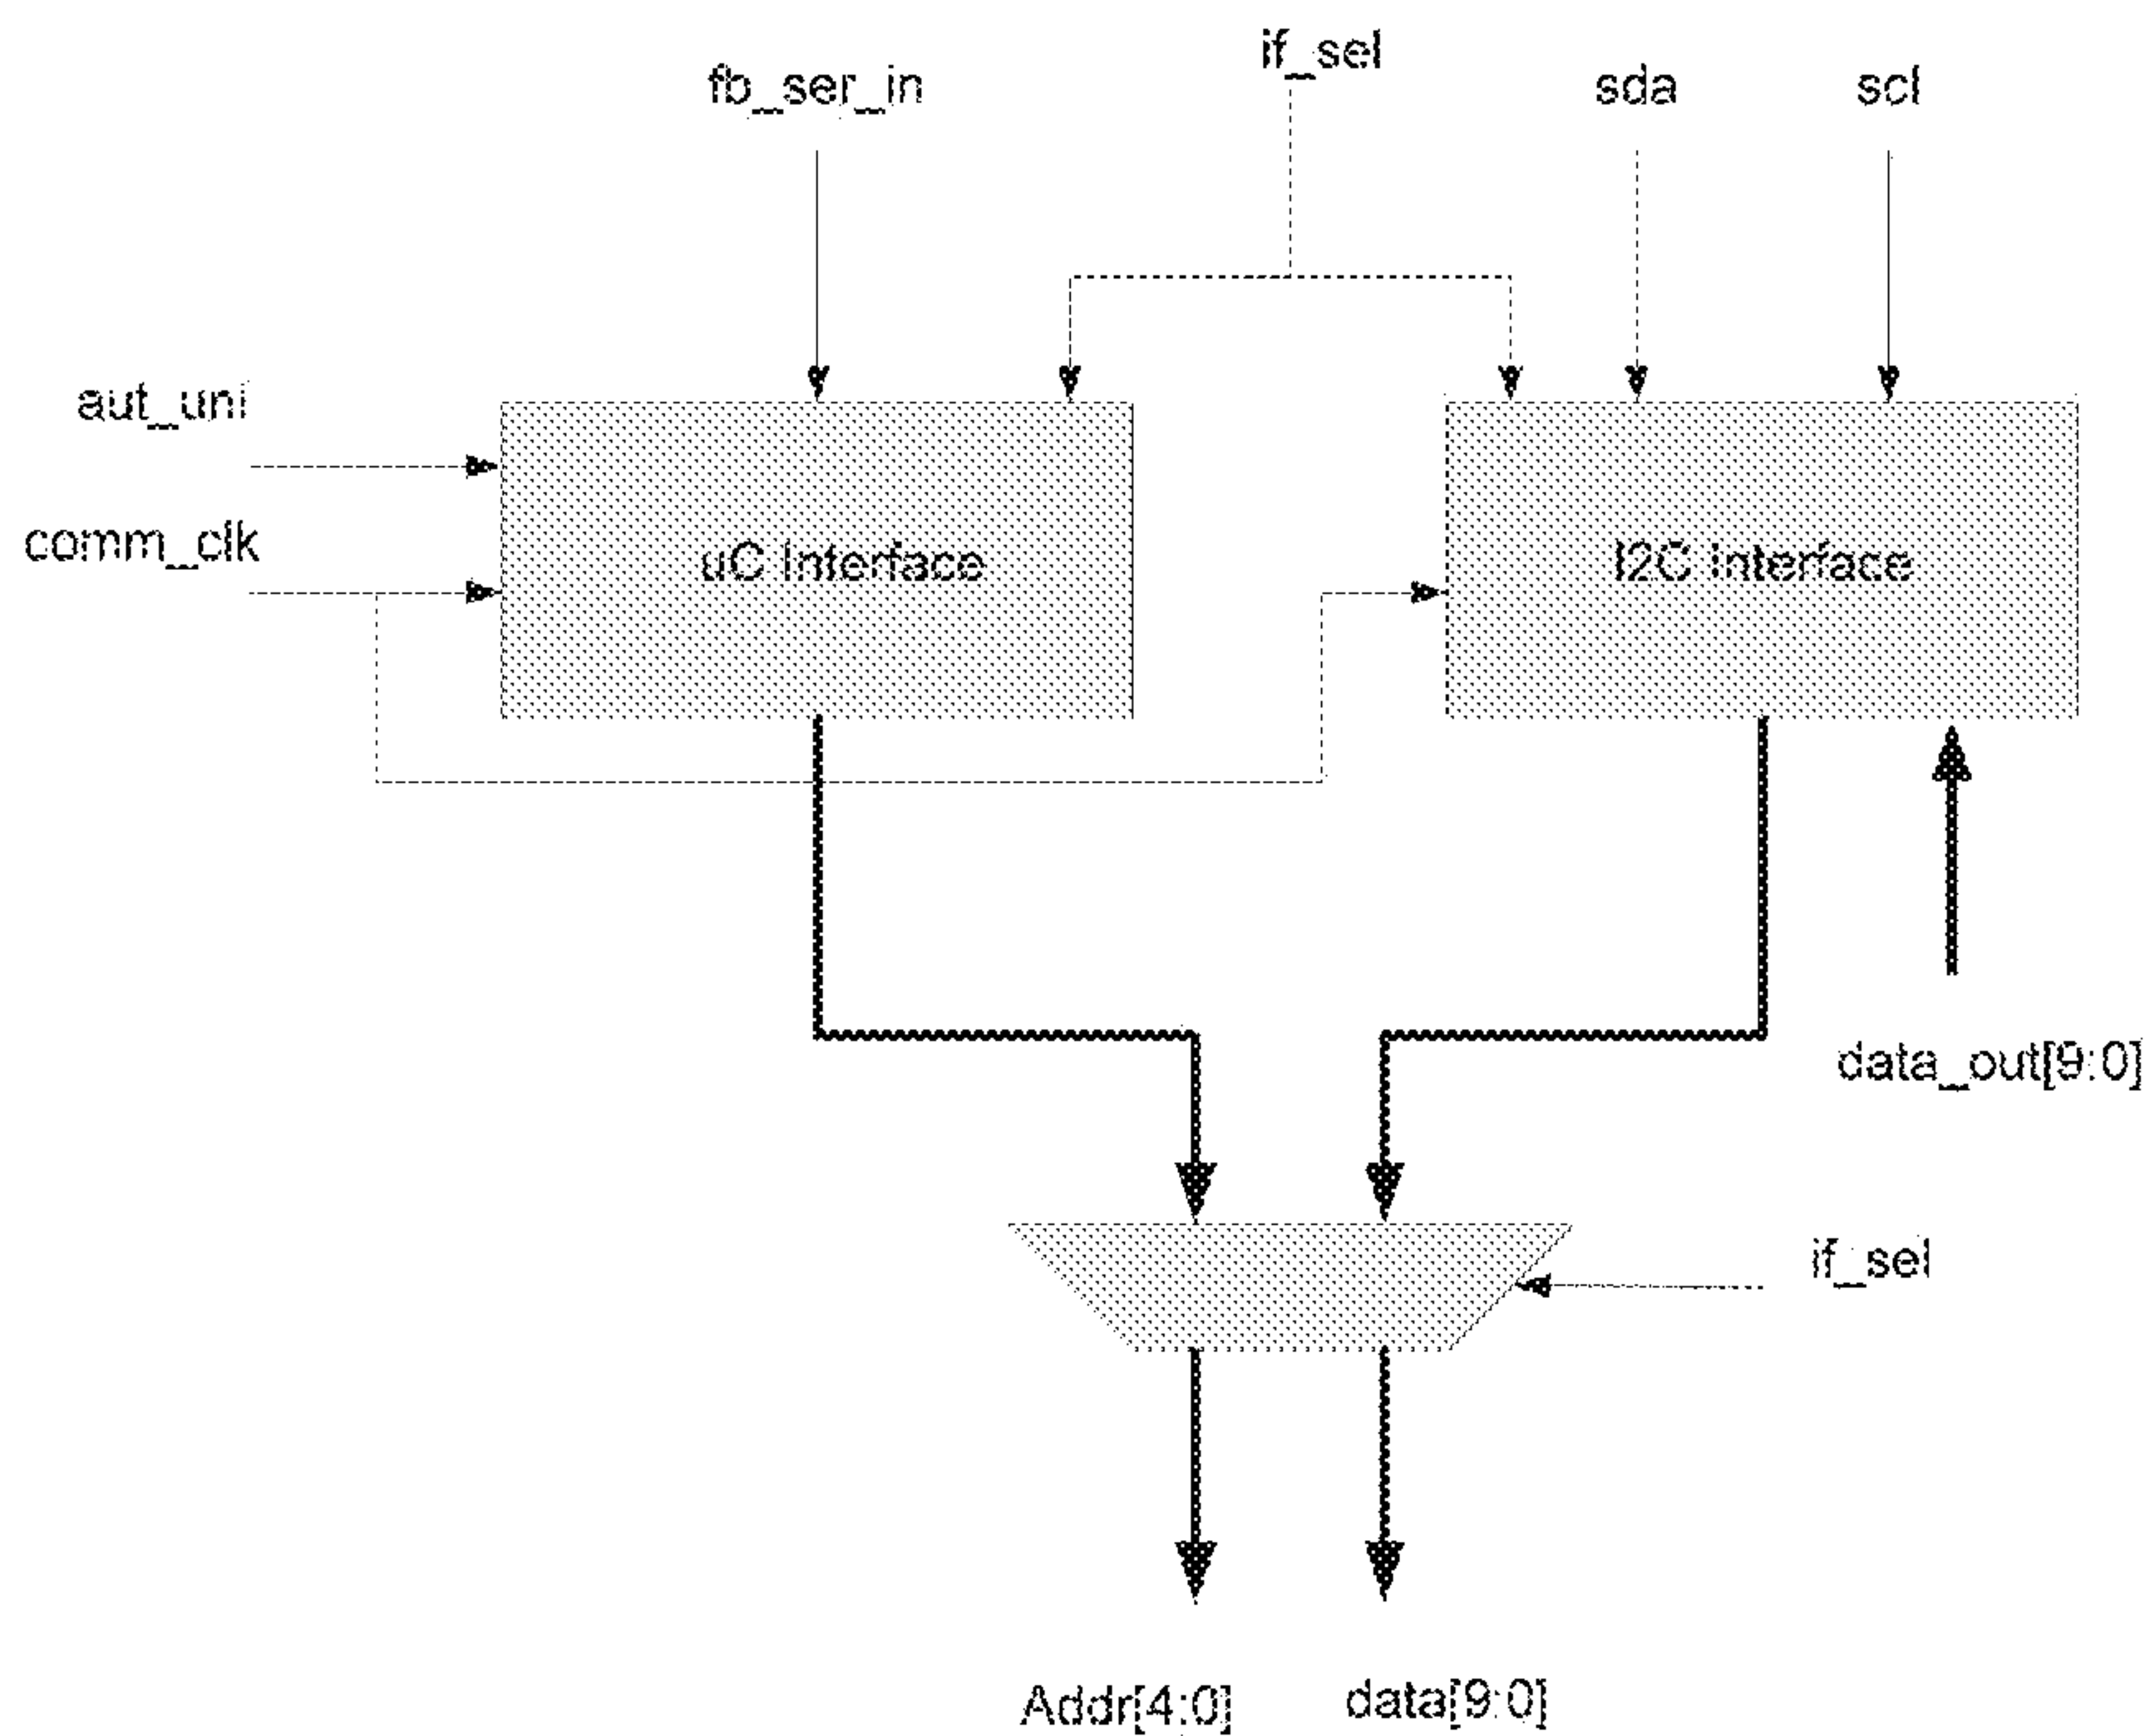 if_sel
fb_ser_in
sda
scl
aut_uni
comm_clk
uC Interface
I2C Interface
data_out[9:0]
if_sel
Addr[4:0]
data[9:0]